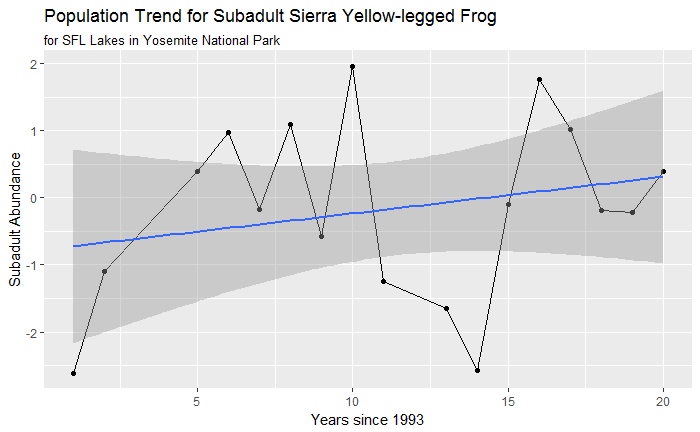 Population Trend for Subadult Sierra Yellow-legged Frog
for SFL Lakes in Yosemite National Park
Subadult Abundance
2
1
0
-1
-2
5 10 15 20
Years since 1993